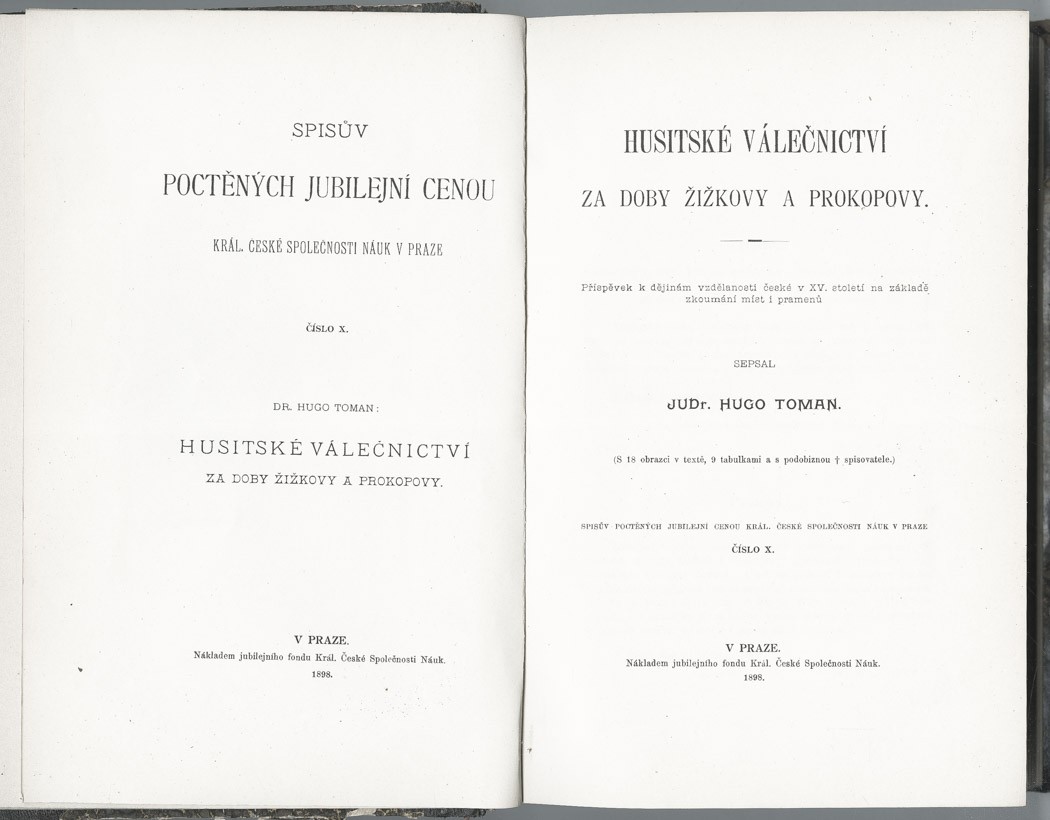 SPISŮV
POCTĚNÝCH JUBILEJNÍ CENOU
KRÁL. ČESKÉ SPOLEČNOSTI NÁUK V PRAZE
ČÍSLO X.
DR. HUGO TOMAN:
HUSITSKÉ VÁLEČNICTVÍ
ZA DOBY ŽIŽKOVY A PROKOPOVY.
V PRAZE.
Nákladem jubilejního fondu Král. České Společnosti Náuk.
1898.
HUSITSKÉ VÁLEČNICTVÍ
ZA DOBY ŽIŽKOVY A PROKOPOVY.
Příspěvek k dějinám vzdělanosti české v XV. století na základě
zkoumání míst i pramenů
SEPSAL
JUDr. HUGO TOMAN.
(S 18 obrazci v textě, 9 tabulkami a s podobiznou † spisovatele.)
SPISŮV POCTĚNÝCH JUBILEJNÍ CENOU KRÁL. ČESKÉ SPOLEČNOSTI NÁUK V PRAZE
ČÍSLO X.
V PRAZE.
Nákladem jubilejního fondu Král. České Společnosti Náuk.
1898.